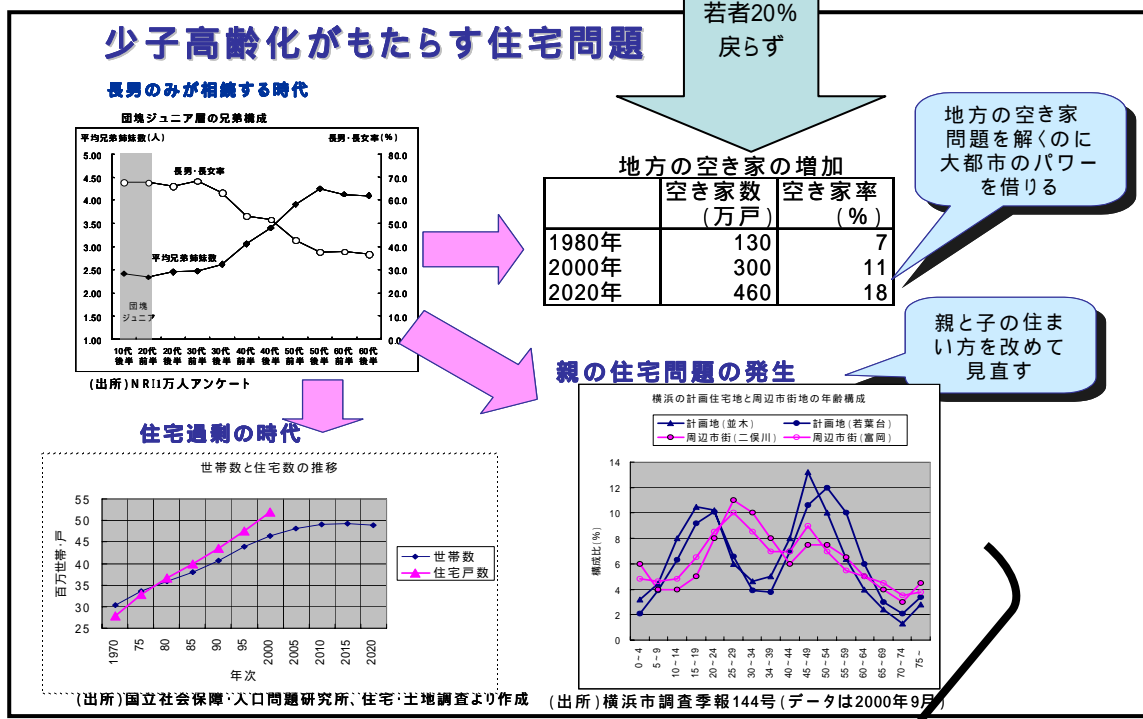 若者20%
戻らず
少子高齢化がもたらす住宅問題
長男のみが相続する時代
団塊ジュニア層の兄弟構成
平均兄弟姉妹数(人)
長男・長女率(%)
5.00
4.50
4.00
3.50
3.00
2.50
2.00
1.50
1.00
80.0
70.0
60.0
50.0
40.0
30.0
20.0
10.0
0.0
長男・長女率
平均兄弟姉妹数
団塊
ジュニア
10代 20代 20代 30代 30代 40代 40代 50代 50代 60代 60代
後半 前半 後半 前半 後半 前半 後半 前半 後半 前半 後半
(出所)NRI1万人アンケート
地方の空き家の増加
空き家数 空き家率
(万戸) (%)
1980年 130 7
2000年 300 11
2020年 460 18
地方の空き家
問題を解くのに
大都市のパワー
を借りる
親と子の住ま
い方を改めて
見直す
住宅過剰の時代
世帯数と住宅数の推移
百万世帯・戸
55
50
45
40
35
30
25
1970 75 80 85 90 95 2000 2005 2010 2015 2020
年次
世帯数
住宅戸数
(出所)国立社会保障・人口問題研究所、住宅・土地調査より作成
親の住宅問題の発生
横浜の計画住宅地と周辺市街地の年齢構成
計画地(並木) 計画地(若葉台)
周辺市街(二俣川) 周辺市街(富岡)
構成比(%)
14
12
10
8
6
4
2
0
0~4 5~9 10~14 15~19 20~24 25~29 30~34 34~39 40~44 45~49 50~54 55~59 60~64 65~69 70~74 75~
(出所)横浜市調査季報144号(データは2000年9月)